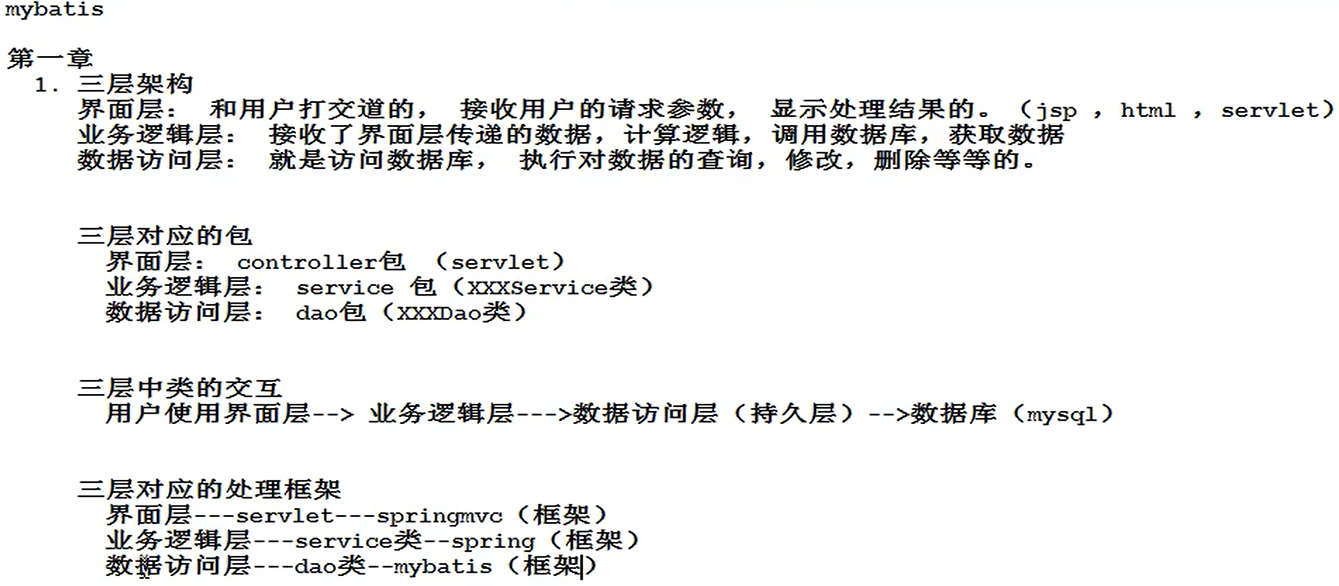 mybatis
第一章
1. 三层架构
界面层： 和用户打交道的， 接收用户的请求参数， 显示处理结果的。（jsp ，html ，servlet）
业务逻辑层： 接收了界面层传递的数据，计算逻辑，调用数据库，获取数据
数据访问层： 就是访问数据库， 执行对数据的查询，修改，删除等等的。
三层对应的包
界面层： controller包 （servlet）
业务逻辑层： service 包（XXXService类）
数据访问层： dao包（XXXDao类）
三层中类的交互
用户使用界面层--> 业务逻辑层--->数据访问层（持久层）-->数据库（mysql）
三层对应的处理框架
界面层---servlet---springmvc（框架）
业务逻辑层---service类--spring（框架）
数据访问层---dao类--mybatis（框架）